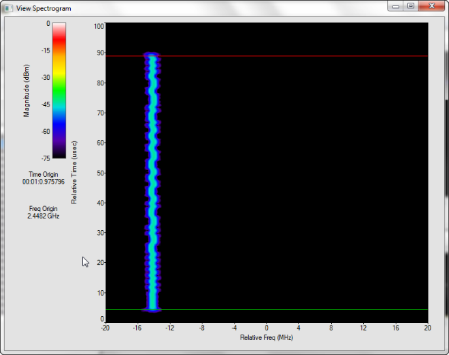 View Spectrogram
Magnitude (dBm)
0
-15
-30
-45
-60
-75
Time Origin
00:01:0.975796
Freq Origin
2.4482 GHz
Relative Time (usec)
100
90
80
70
60
50
40
30
20
10
0
-20 -16 -12 -8 -4 0 4 8 12 16 20
Relative Freq (MHz)